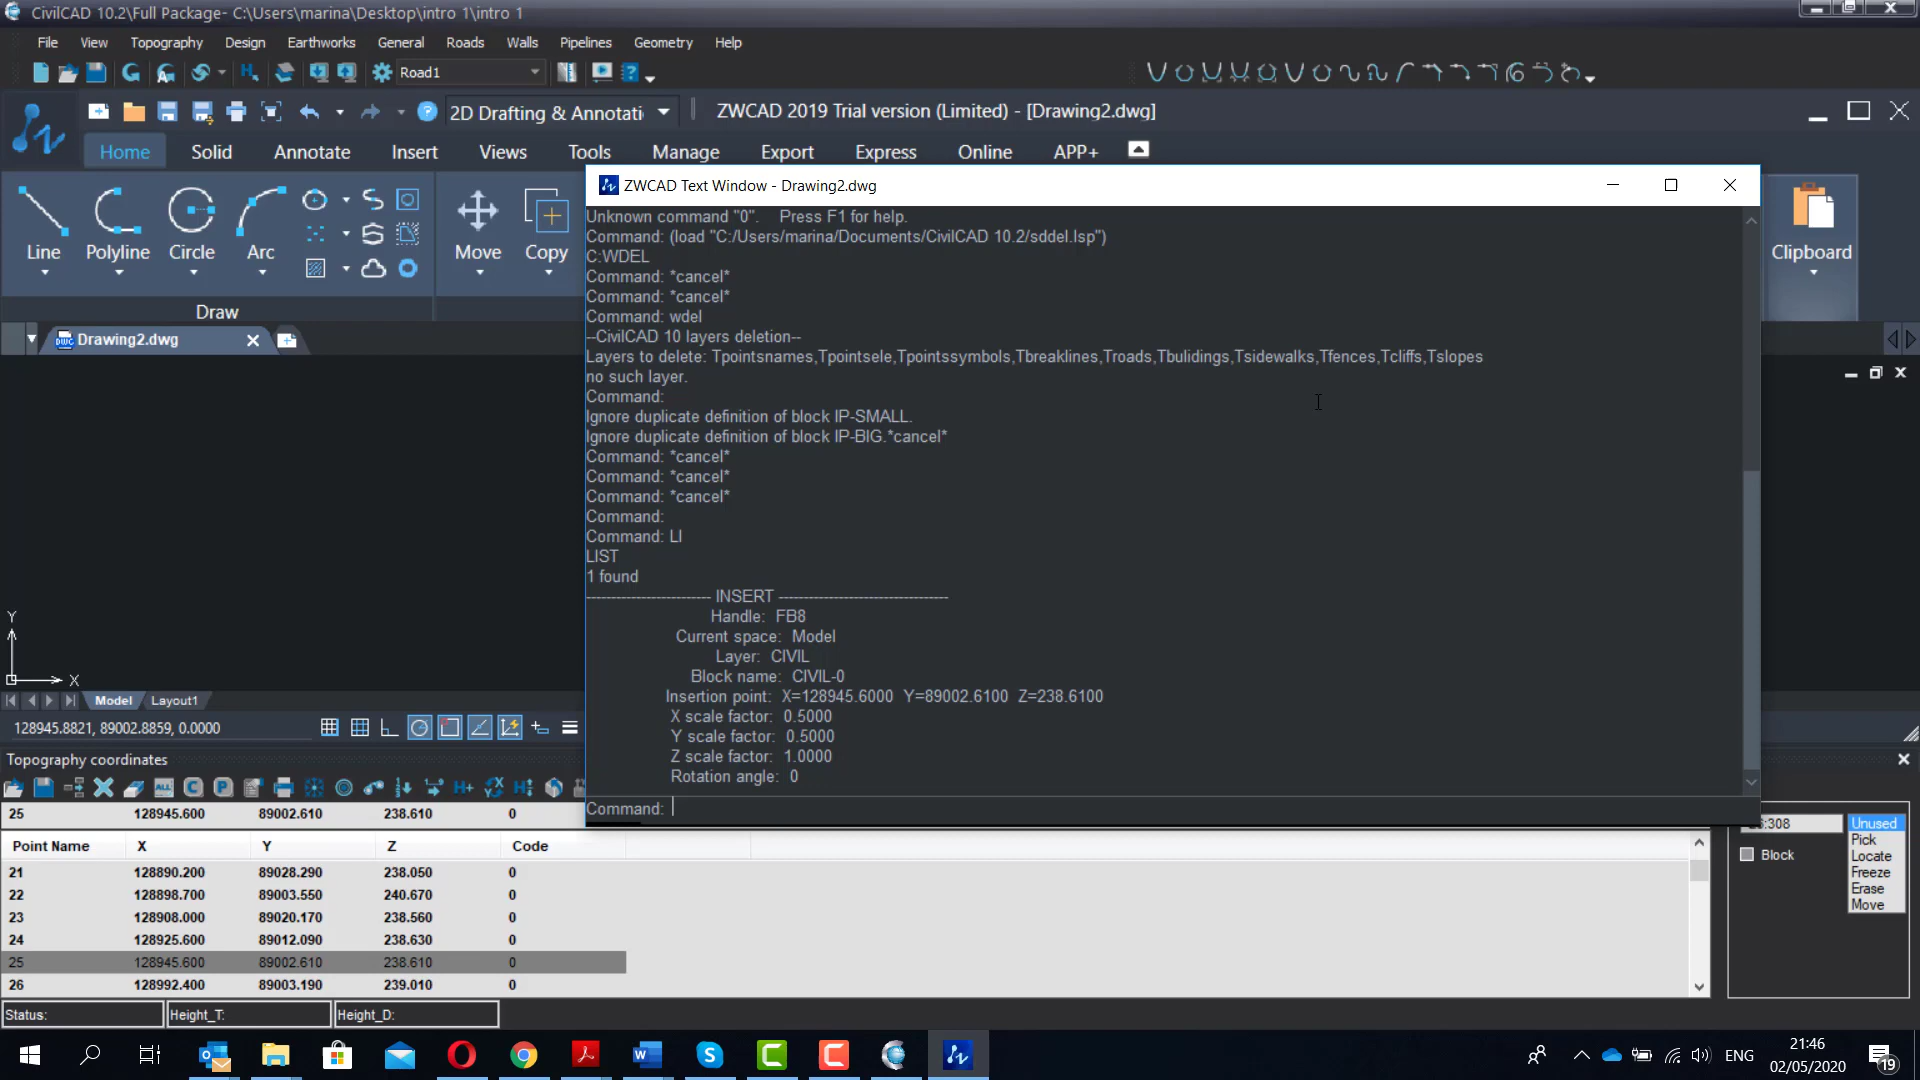 CivilCAD 10.2\Full Package- C:\Users\marina\Desktop\intro 1\intro 1
File View Topography Design Earthworks General Roads Walls Pipelines Geometry Help
Road1
2D Drafting & Annotati
ZWCAD 2019 Trial version (Limited) - [Drawing2.dwg]
Home Solid Annotate Insert Views Tools Manage Export Express Online APP+
ZWCAD Text Window - Drawing2.dwg
Line Polyline Circle Arc Move Copy Clipboard
Draw
Drawing2.dwg
Unknown command "0". Press F1 for help.
Command: (load "C:/Users/marina/Documents/CivilCAD 10.2/sddel.lsp")
C:WDEL
Command: *cancel*
Command: *cancel*
Command: wdel
--CivilCAD 10 layers deletion--
Layers to delete: Tpointsnames,Tpointsele,Tpointssymbols,Tbreaklines,Troads,Tbulidings,Tsidewalks,Tfences,Tcliffs,Tslopes
no such layer.
Command:
Ignore duplicate definition of block IP-SMALL.
Ignore duplicate definition of block IP-BIG.*cancel*
Command: *cancel*
Command: *cancel*
Command: *cancel*
Command:
Command: LI
LIST
1 found
------------------------- INSERT ----------------------------------
Handle: FB8
Current space: Model
Layer: CIVIL
Block name: CIVIL-0
Insertion point: X=128945.6000 Y=89002.6100 Z=238.6100
X scale factor: 0.5000
Y scale factor: 0.5000
Z scale factor: 1.0000
Rotation angle: 0
Command:
Y
X
Model Layout1
128945.8821, 89002.8859, 0.0000
Topography coordinates
25 128945.600 89002.610 238.610 0
Point Name X Y Z Code
21 128890.200 89028.290 238.050 0
22 128898.700 89003.550 240.670 0
23 128908.000 89020.170 238.560 0
24 128925.600 89012.090 238.630 0
25 128945.600 89002.610 238.610 0
26 128992.400 89003.190 239.010 0
:308
Block
Unused
Pick
Locate
Freeze
Erase
Move
Status: Height_T: Height_D:
ENG
21:46
02/05/2020
19